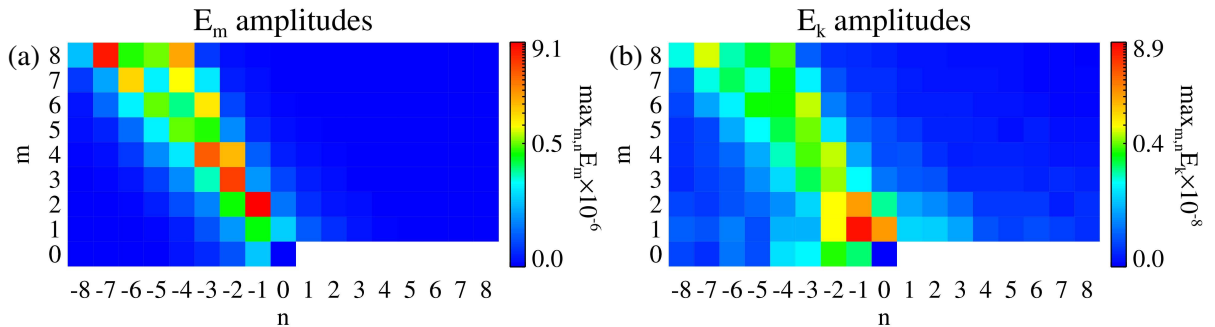 E_m amplitudes
(a)
8
7
6
5
4
3
2
1
0
m
-8 -7 -6 -5 -4 -3 -2 -1 0 1 2 3 4 5 6 7 8
n
9.1
0.5
0.0
max_{m,n}E_m×10^{-6}
E_k amplitudes
(b)
8
7
6
5
4
3
2
1
0
m
-8 -7 -6 -5 -4 -3 -2 -1 0 1 2 3 4 5 6 7 8
n
8.9
0.4
0.0
max_{m,n}E_k×10^{-8}